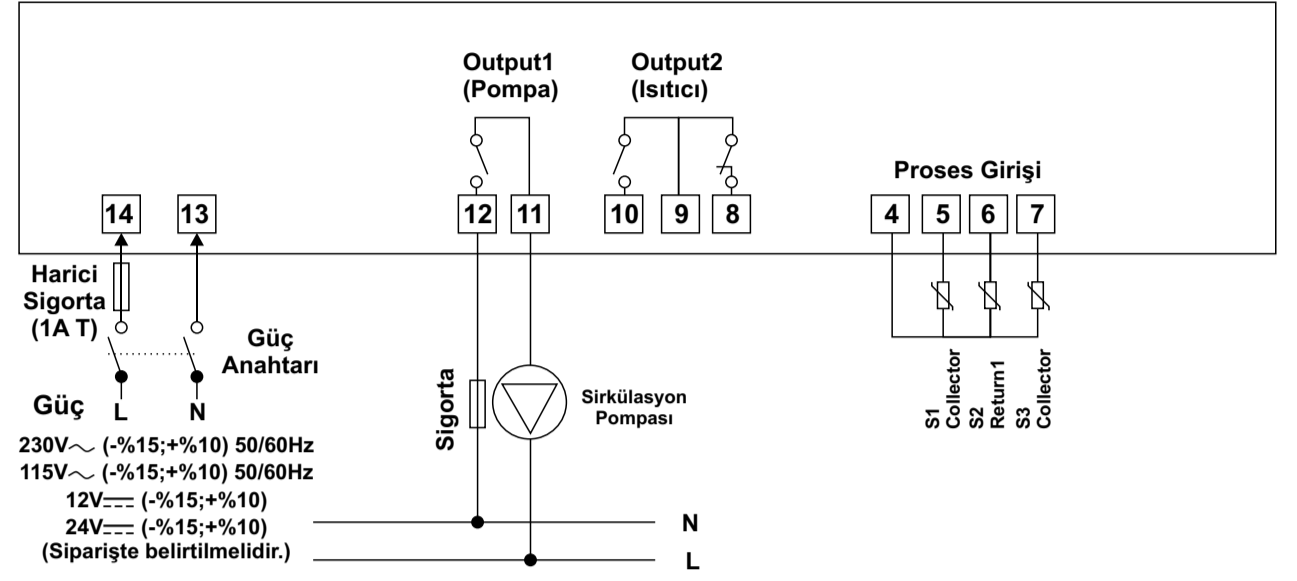 Output1
(Pompa)
Output2
(Isıtıcı)
Proses Girişi
14
13
12
11
10
9
8
4
5
6
7
Harici
Sigorta
(1A T)
Güç
Anahtarı
Güç
L
N
230V～ (-%15;+%10) 50/60Hz
115V～ (-%15;+%10) 50/60Hz
12V⎓ (-%15;+%10)
24V⎓ (-%15;+%10)
(Siparişte belirtilmelidir.)
Sigorta
Sirkülasyon
Pompası
N
L
S1
Collector
S2
Return1
S3
Collector